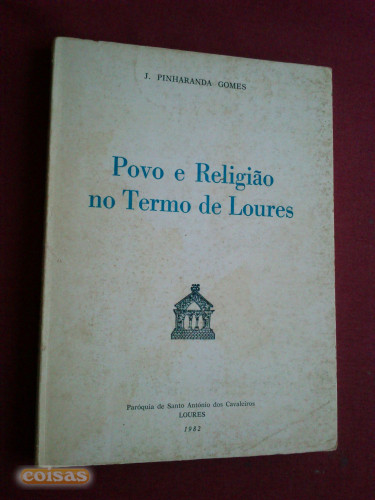 J. PINHARANDA GOMES
Povo e Religião
no Termo de Loures
Paróquia de Santo António dos Cavaleiros
LOURES
1982
coisas